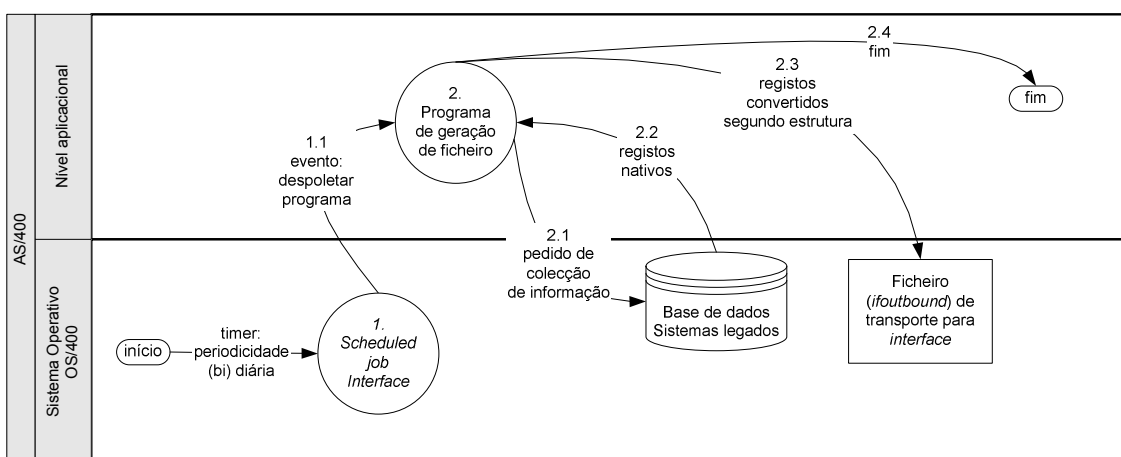 AS/400
Nível aplicacional
Sistema Operativo
OS/400
2.4
fim
fim
2.
Programa
de geração
de ficheiro
2.3
registos
convertidos
segundo estrutura
1.1
evento:
despoletar
programa
2.2
registos
nativos
2.1
pedido de
colecção
de informação
Base de dados
Sistemas legados
Ficheiro
(ifoutbound) de
transporte para
interface
início
timer:
periodicidade
(bi) diária
1.
Scheduled
job
Interface